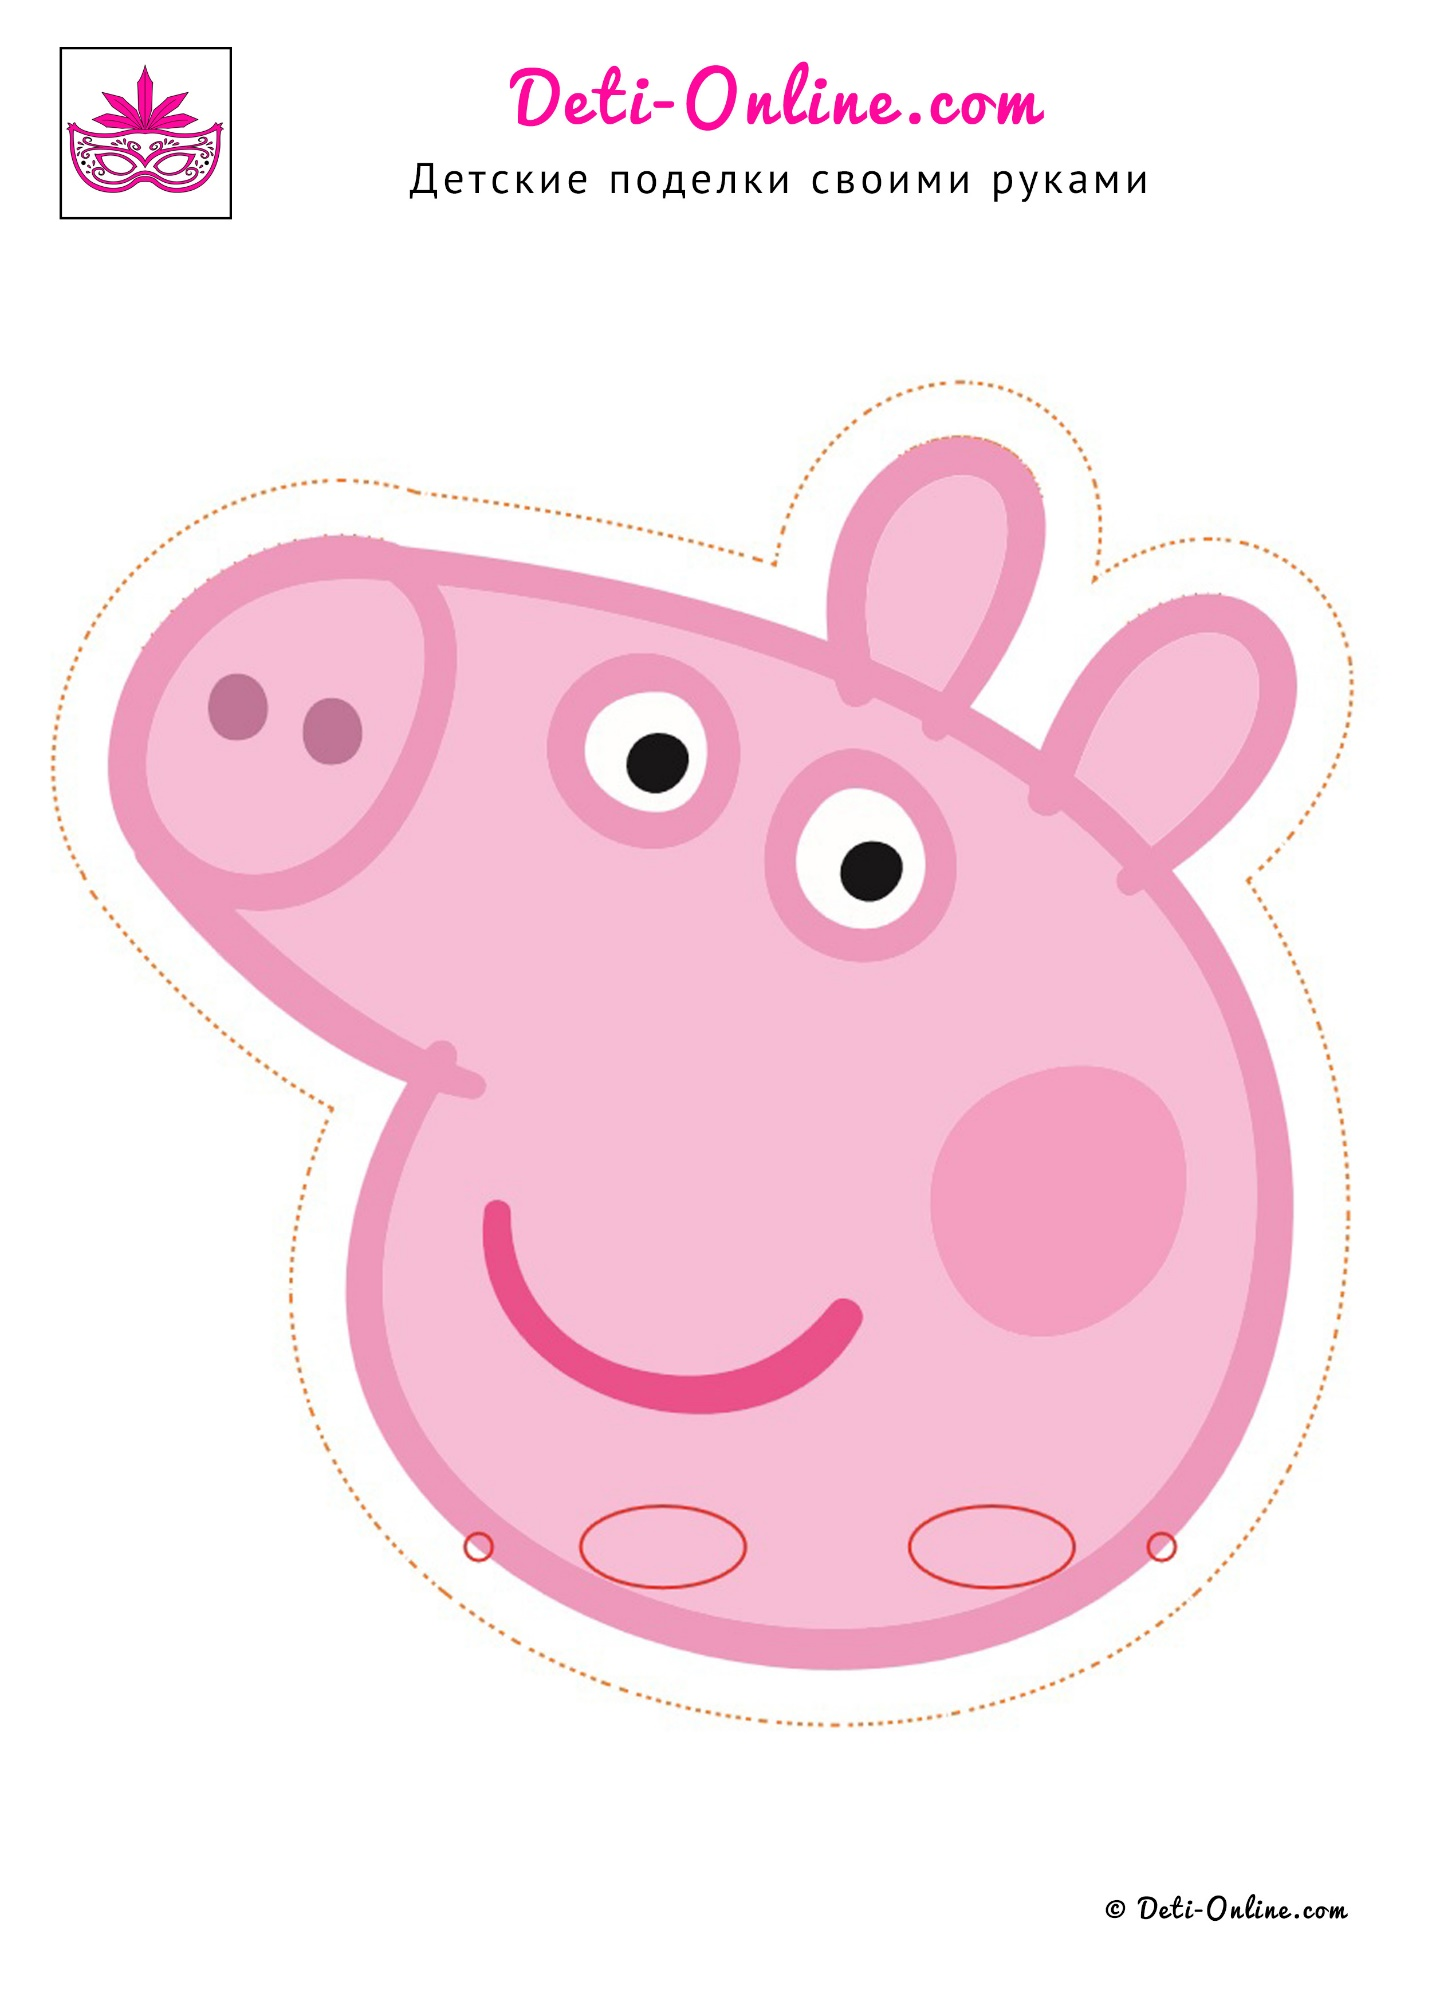 Deti-Online.com
Детские поделки своими руками
© Deti-Online.com